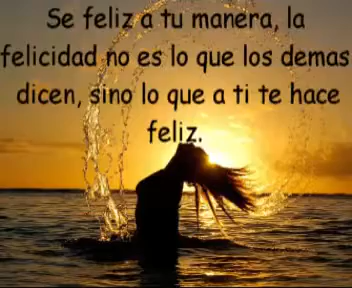 Se feliz a tu manera, la
felicidad no es lo que los demas
dicen, sino lo que a ti te hace
feliz.